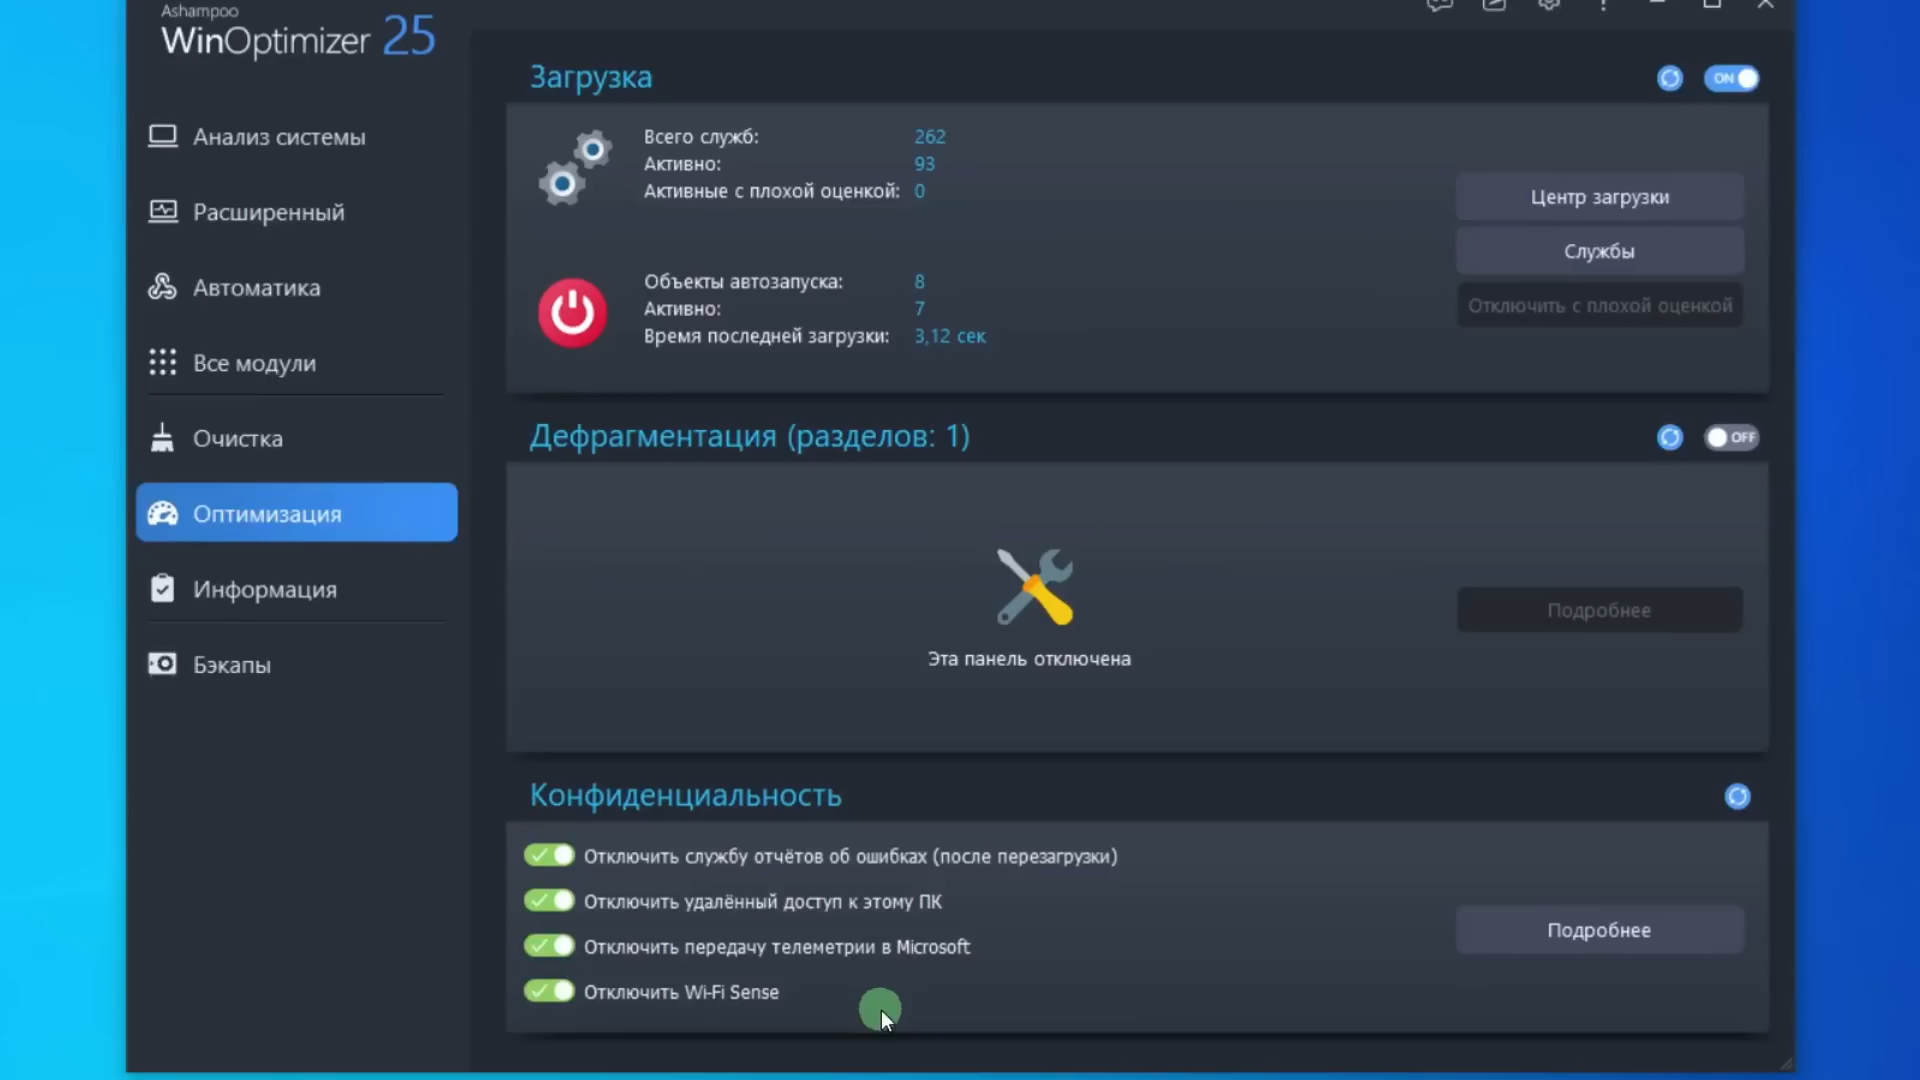 Ashampoo
WinOptimizer 25
Анализ системы
Расширенный
Автоматика
Все модули
Очистка
Оптимизация
Информация
Бэкапы
Загрузка
ON
Всего служб: 262
Активно: 93
Активные с плохой оценкой: 0
Объекты автозапуска: 8
Активно: 7
Время последней загрузки: 3,12 сек
Центр загрузки
Службы
Отключить с плохой оценкой
Дефрагментация (разделов: 1)
OFF
Эта панель отключена
Подробнее
Конфиденциальность
Отключить службу отчётов об ошибках (после перезагрузки)
Отключить удалённый доступ к этому ПК
Отключить передачу телеметрии в Microsoft
Отключить Wi-Fi Sense
Подробнее